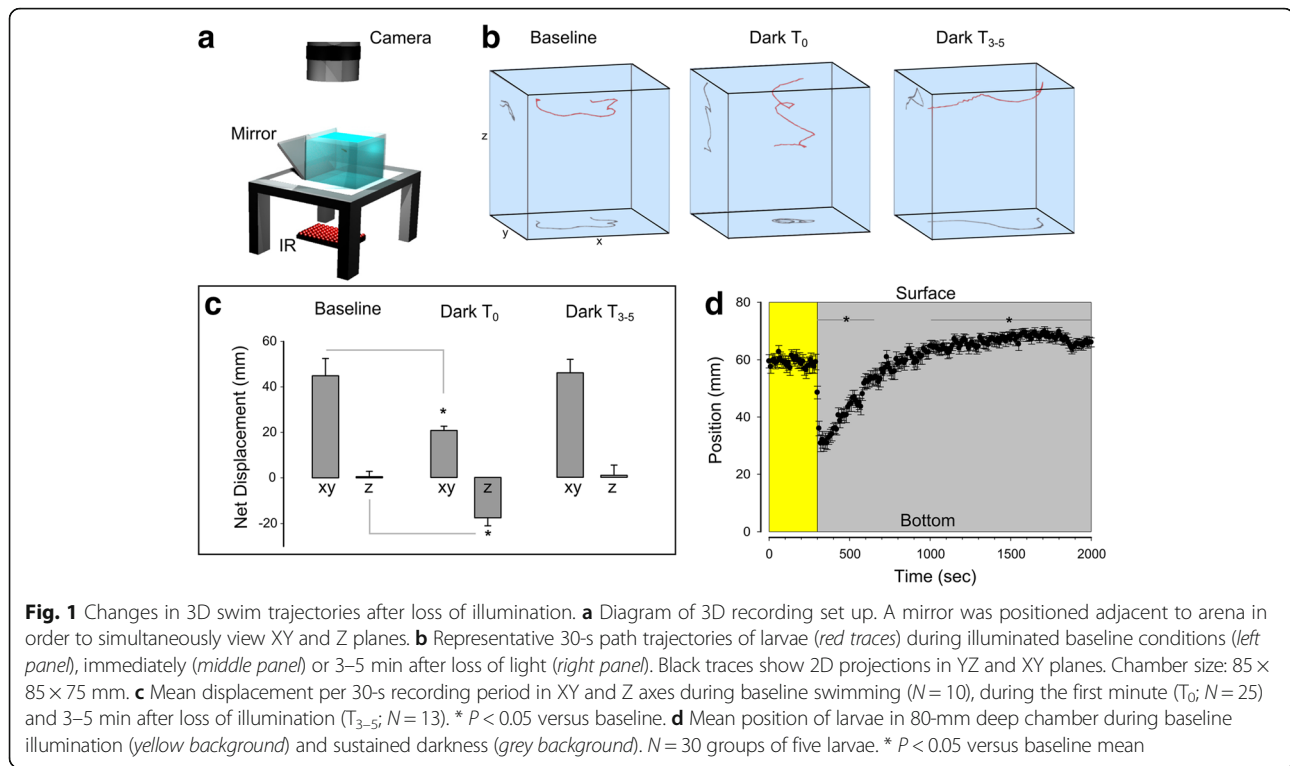 a
Camera
Mirror
IR
b
Baseline
Dark T₀
Dark T₃₋₅
z
y
x
c
Baseline
Dark T₀
Dark T₃₋₅
Net Displacement (mm)
60
40
20
0
-20
xy
z
xy
z
xy
z
*
*
d
Surface
Bottom
*
*
Position (mm)
80
60
40
20
0
0
500
1000
1500
2000
Time (sec)
Fig. 1 Changes in 3D swim trajectories after loss of illumination. a Diagram of 3D recording set up. A mirror was positioned adjacent to arena in
order to simultaneously view XY and Z planes. b Representative 30-s path trajectories of larvae (red traces) during illuminated baseline conditions (left
panel), immediately (middle panel) or 3–5 min after loss of light (right panel). Black traces show 2D projections in YZ and XY planes. Chamber size: 85 ×
85 × 75 mm. c Mean displacement per 30-s recording period in XY and Z axes during baseline swimming (N = 10), during the first minute (T₀; N = 25)
and 3–5 min after loss of illumination (T₃₋₅; N = 13). * P < 0.05 versus baseline. d Mean position of larvae in 80-mm deep chamber during baseline
illumination (yellow background) and sustained darkness (grey background). N = 30 groups of five larvae. * P < 0.05 versus baseline mean